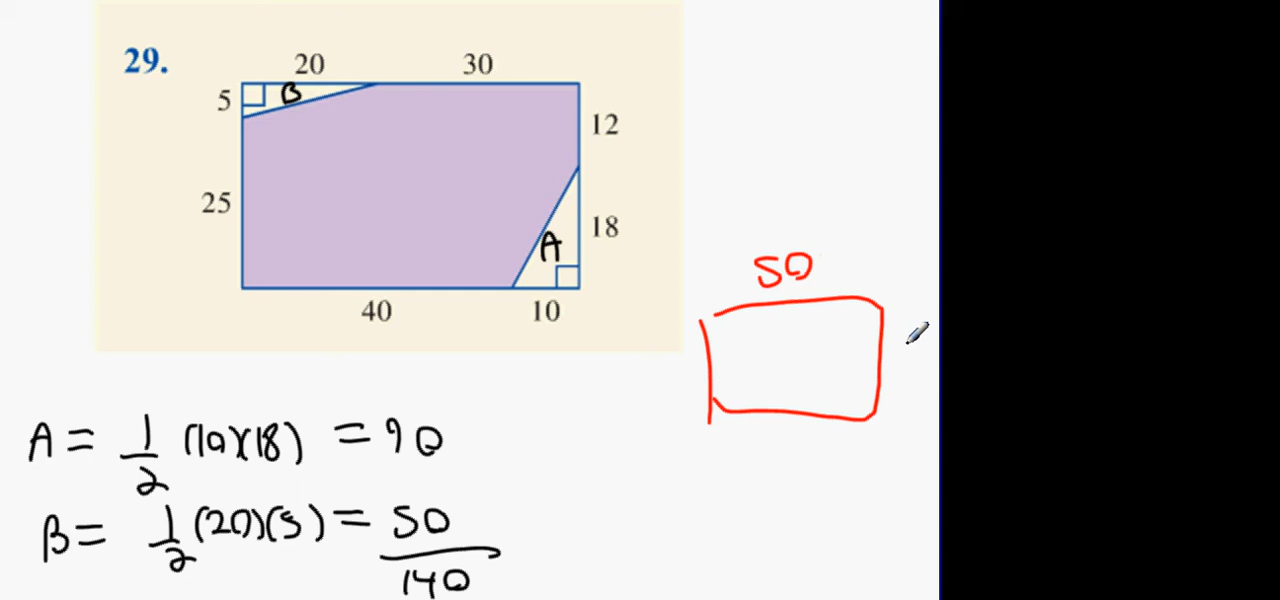 29.
20 30
5 B
12
25
18
A
40 10
50
A = 1/2 (10)(18) = 90
B = 1/2 (20)(5) = 50
140